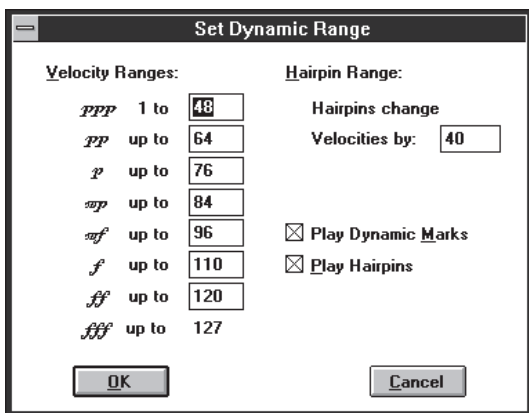 Set Dynamic Range
Velocity Ranges:
ppp 1 to 48
pp up to 64
p up to 76
mp up to 84
mf up to 96
f up to 110
ff up to 120
fff up to 127
Hairpin Range:
Hairpins change
Velocities by: 40
Play Dynamic Marks
Play Hairpins
OK
Cancel